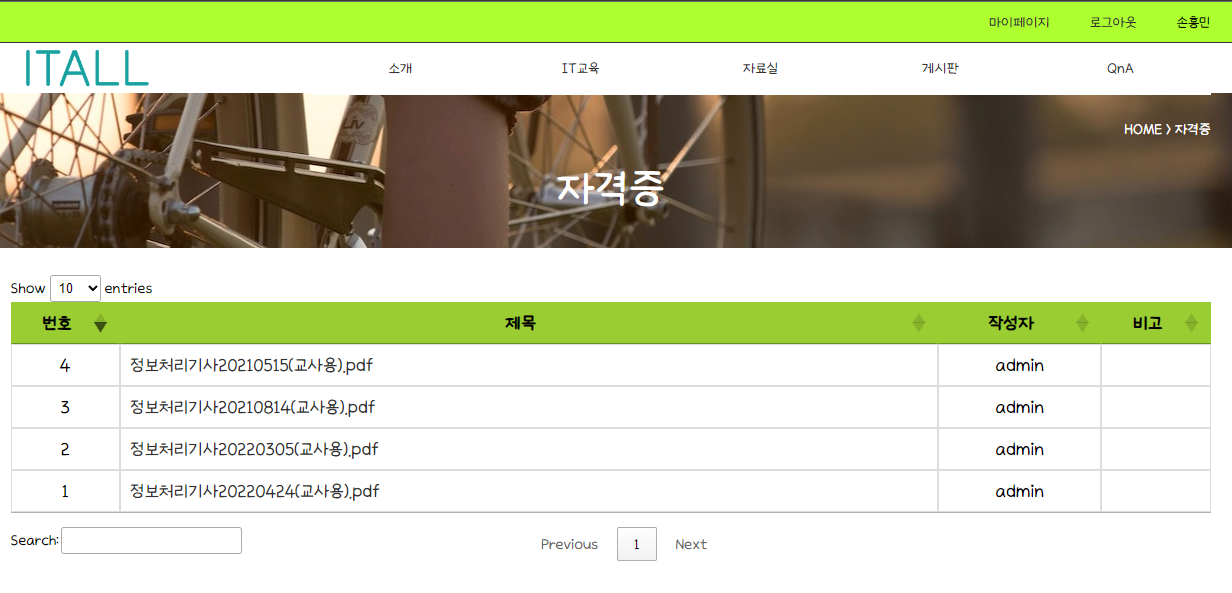 마이페이지 로그아웃 손흥민
ITALL 소개 IT교육 자료실 게시판 QnA
LIV
HOME > 자격증
자격증
Show 10 entries
번호 제목 작성자 비고
4 정보처리기사20210515(교사용).pdf admin
3 정보처리기사20210814(교사용).pdf admin
2 정보처리기사20220305(교사용).pdf admin
1 정보처리기사20220424(교사용).pdf admin
Search: Previous 1 Next